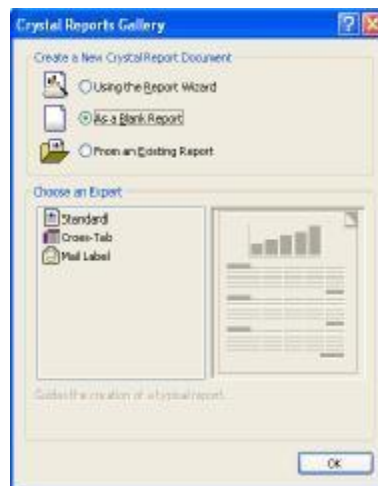 Crystal Reports Gallery
Create a New Crystal Report Document
Using the Report Wizard
As a Blank Report
From an Existing Report
Choose an Expert
Standard
Cross-Tab
Mail Label
Guides the creation of a typical report.
OK